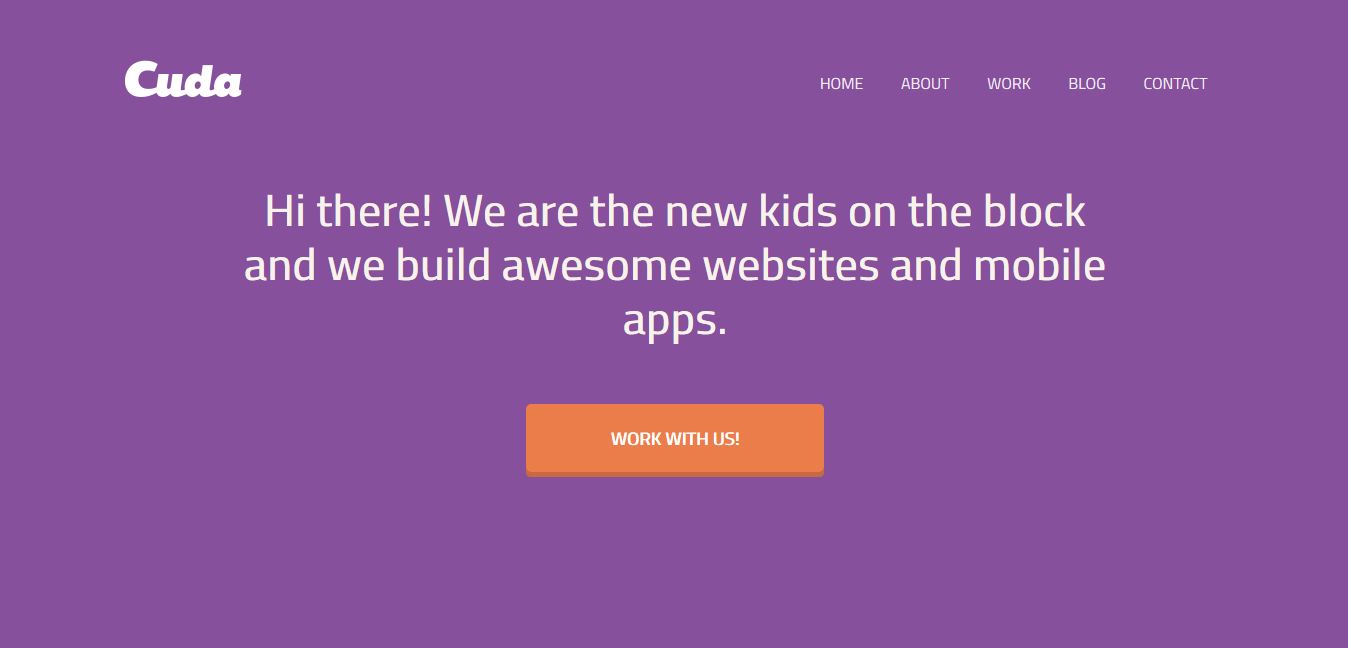 Cuda
HOME ABOUT WORK BLOG CONTACT
Hi there! We are the new kids on the block
and we build awesome websites and mobile
apps.
WORK WITH US!